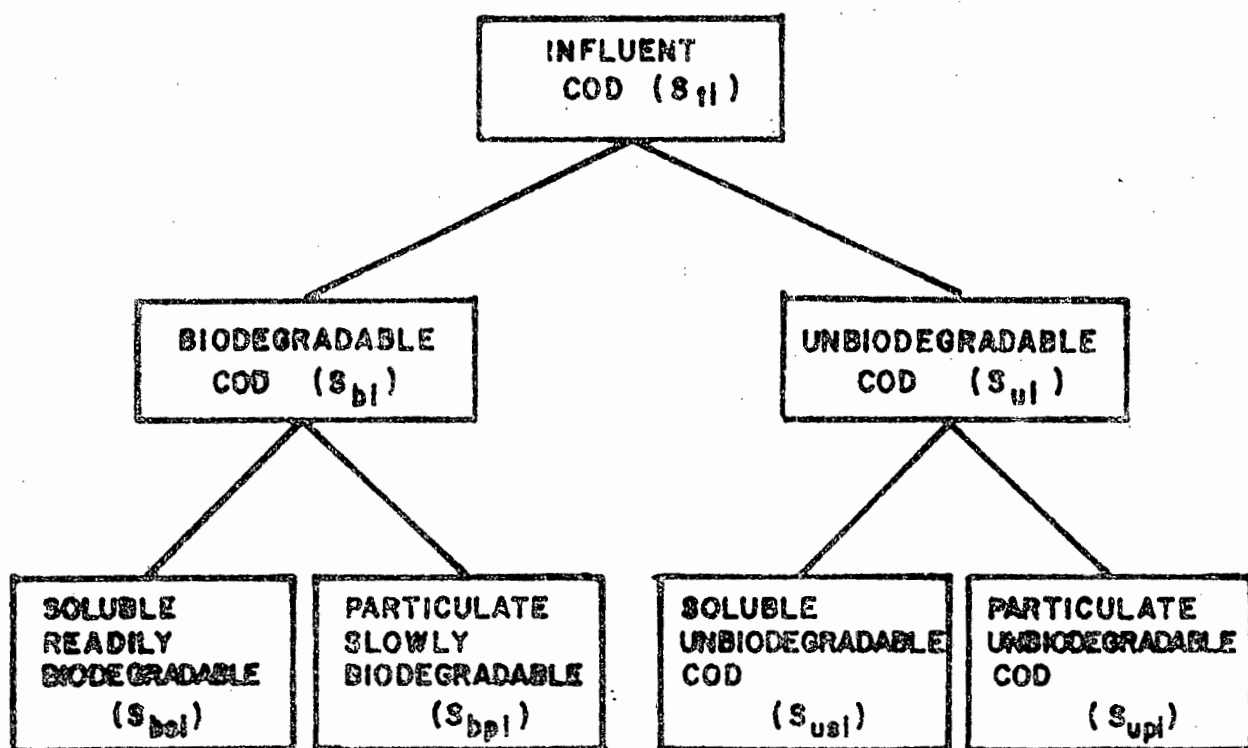 INFLUENT
COD (S_ti)
BIODEGRADABLE
COD (S_bi)
UNBIODEGRADABLE
COD (S_ui)
SOLUBLE
READILY
BIODEGRADABLE
(S_bsi)
PARTICULATE
SLOWLY
BIODEGRADABLE
(S_bpi)
SOLUBLE
UNBIODEGRADABLE
COD
(S_usi)
PARTICULATE
UNBIODEGRADABLE
COD
(S_upi)